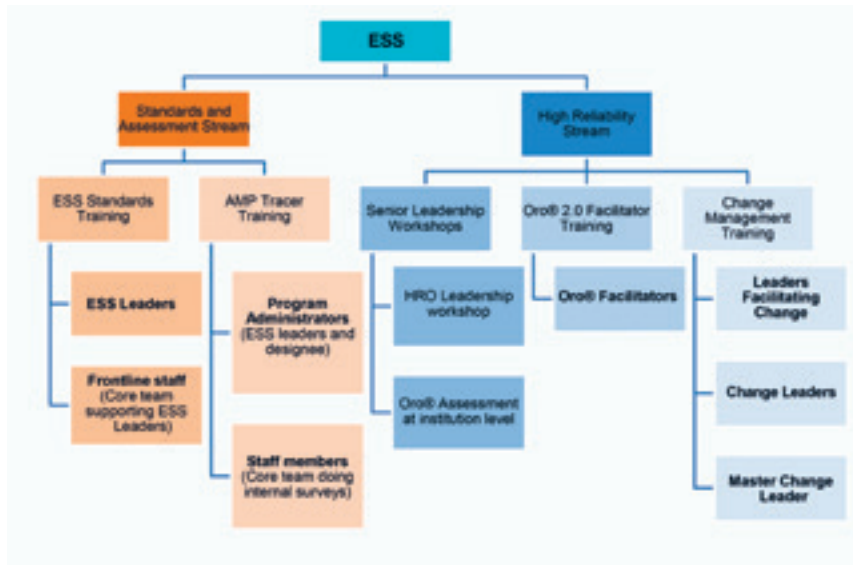 ESS
Standards and
Assessment Stream
High Reliability
Stream
ESS Standards
Training
AMP Tracer
Training
Senior Leadership
Workshops
Oro® 2.0 Facilitator
Training
Change
Management
Training
ESS Leaders
Frontline staff
(Core team
supporting ESS
Leaders)
Program
Administrators
(ESS leaders and
designee)
Staff members
(Core team doing
internal surveys)
HRO Leadership
workshop
Oro® Assessment
at institution level
Oro® Facilitators
Leaders
Facilitating
Change
Change Leaders
Master Change
Leader